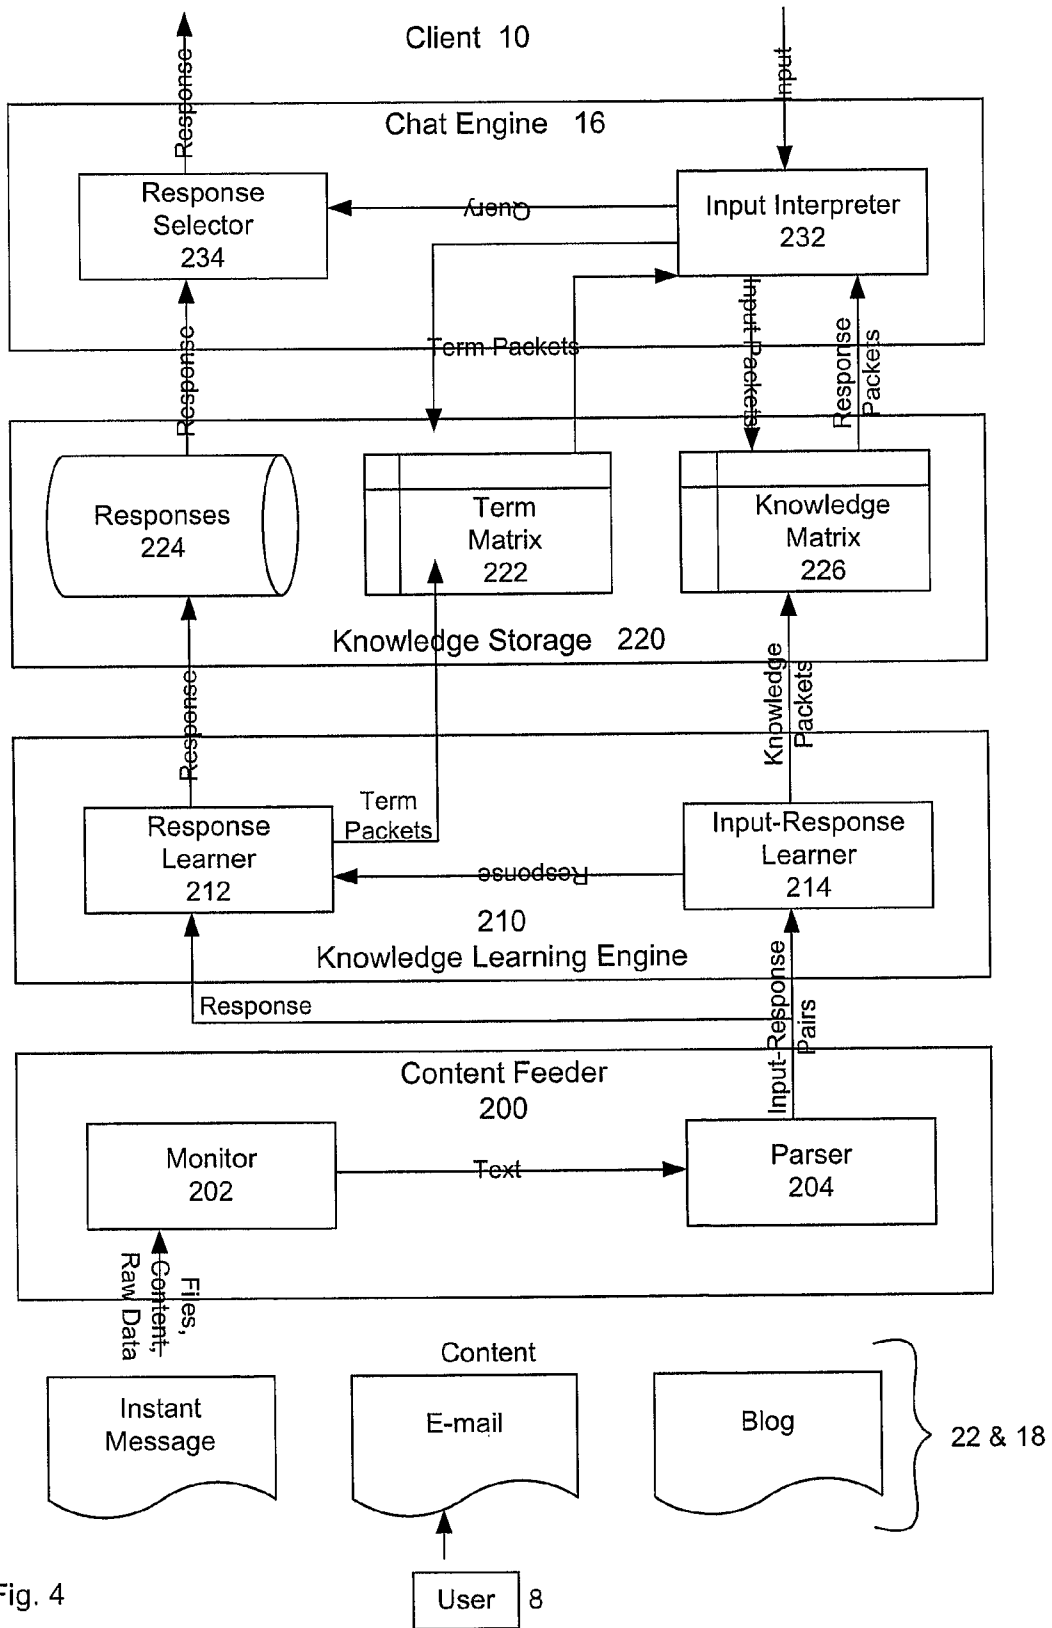 Client 10
Response
Input
Chat Engine 16
Response
Selector
234
Query
Input Interpreter
232
Term Packets
Input Packets
Response
Packets
Response
Responses
224
Term
Matrix
222
Knowledge
Matrix
226
Knowledge Storage 220
Response
Knowledge
Packets
Term
Packets
Response
Learner
212
Response
Input-Response
Learner
214
210
Knowledge Learning Engine
Response
Input-Response
Pairs
Content Feeder
200
Monitor
202
Text
Parser
204
Files,
Content,
Raw Data
Content
Instant
Message
E-mail
Blog
22 & 18
User 8
Fig. 4